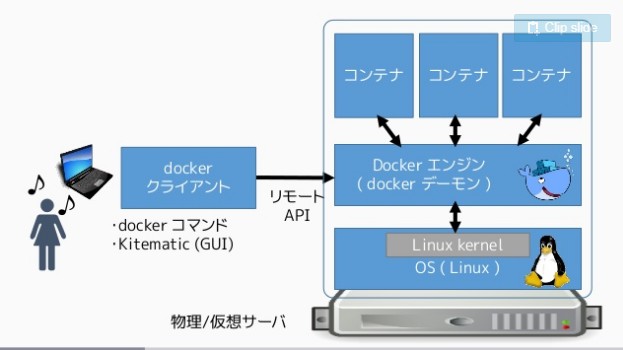 Clip slide
コンテナ
コンテナ
コンテナ
docker
クライアント
Docker エンジン
( docker デーモン )
リモート
API
・docker コマンド
・Kitematic (GUI)
Linux kernel
OS ( Linux )
物理/仮想サーバ